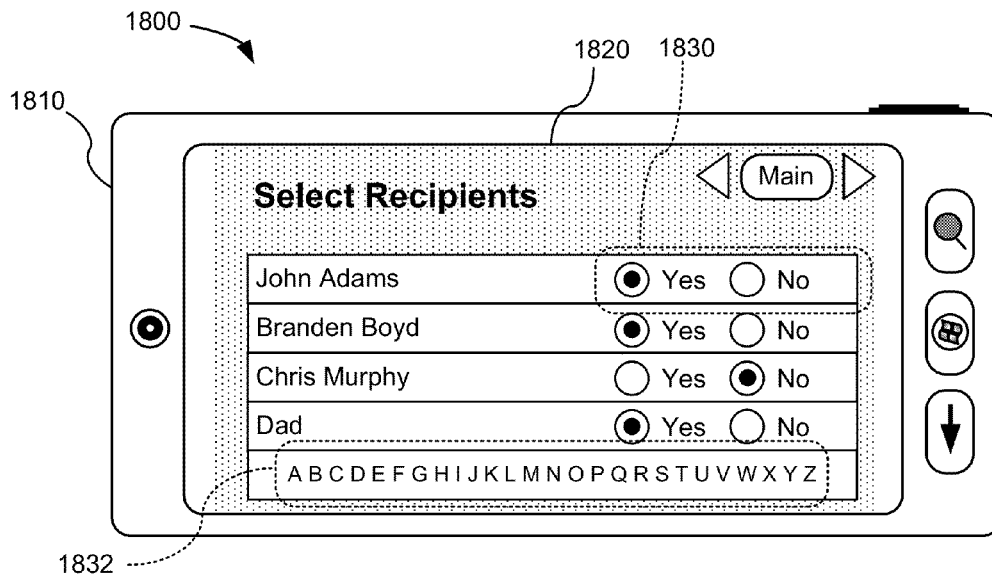 1800
1820
1830
1810
Main
Select Recipients
John Adams Yes No
Branden Boyd Yes No
Chris Murphy Yes No
Dad Yes No
A B C D E F G H I J K L M N O P Q R S T U V W X Y Z
1832